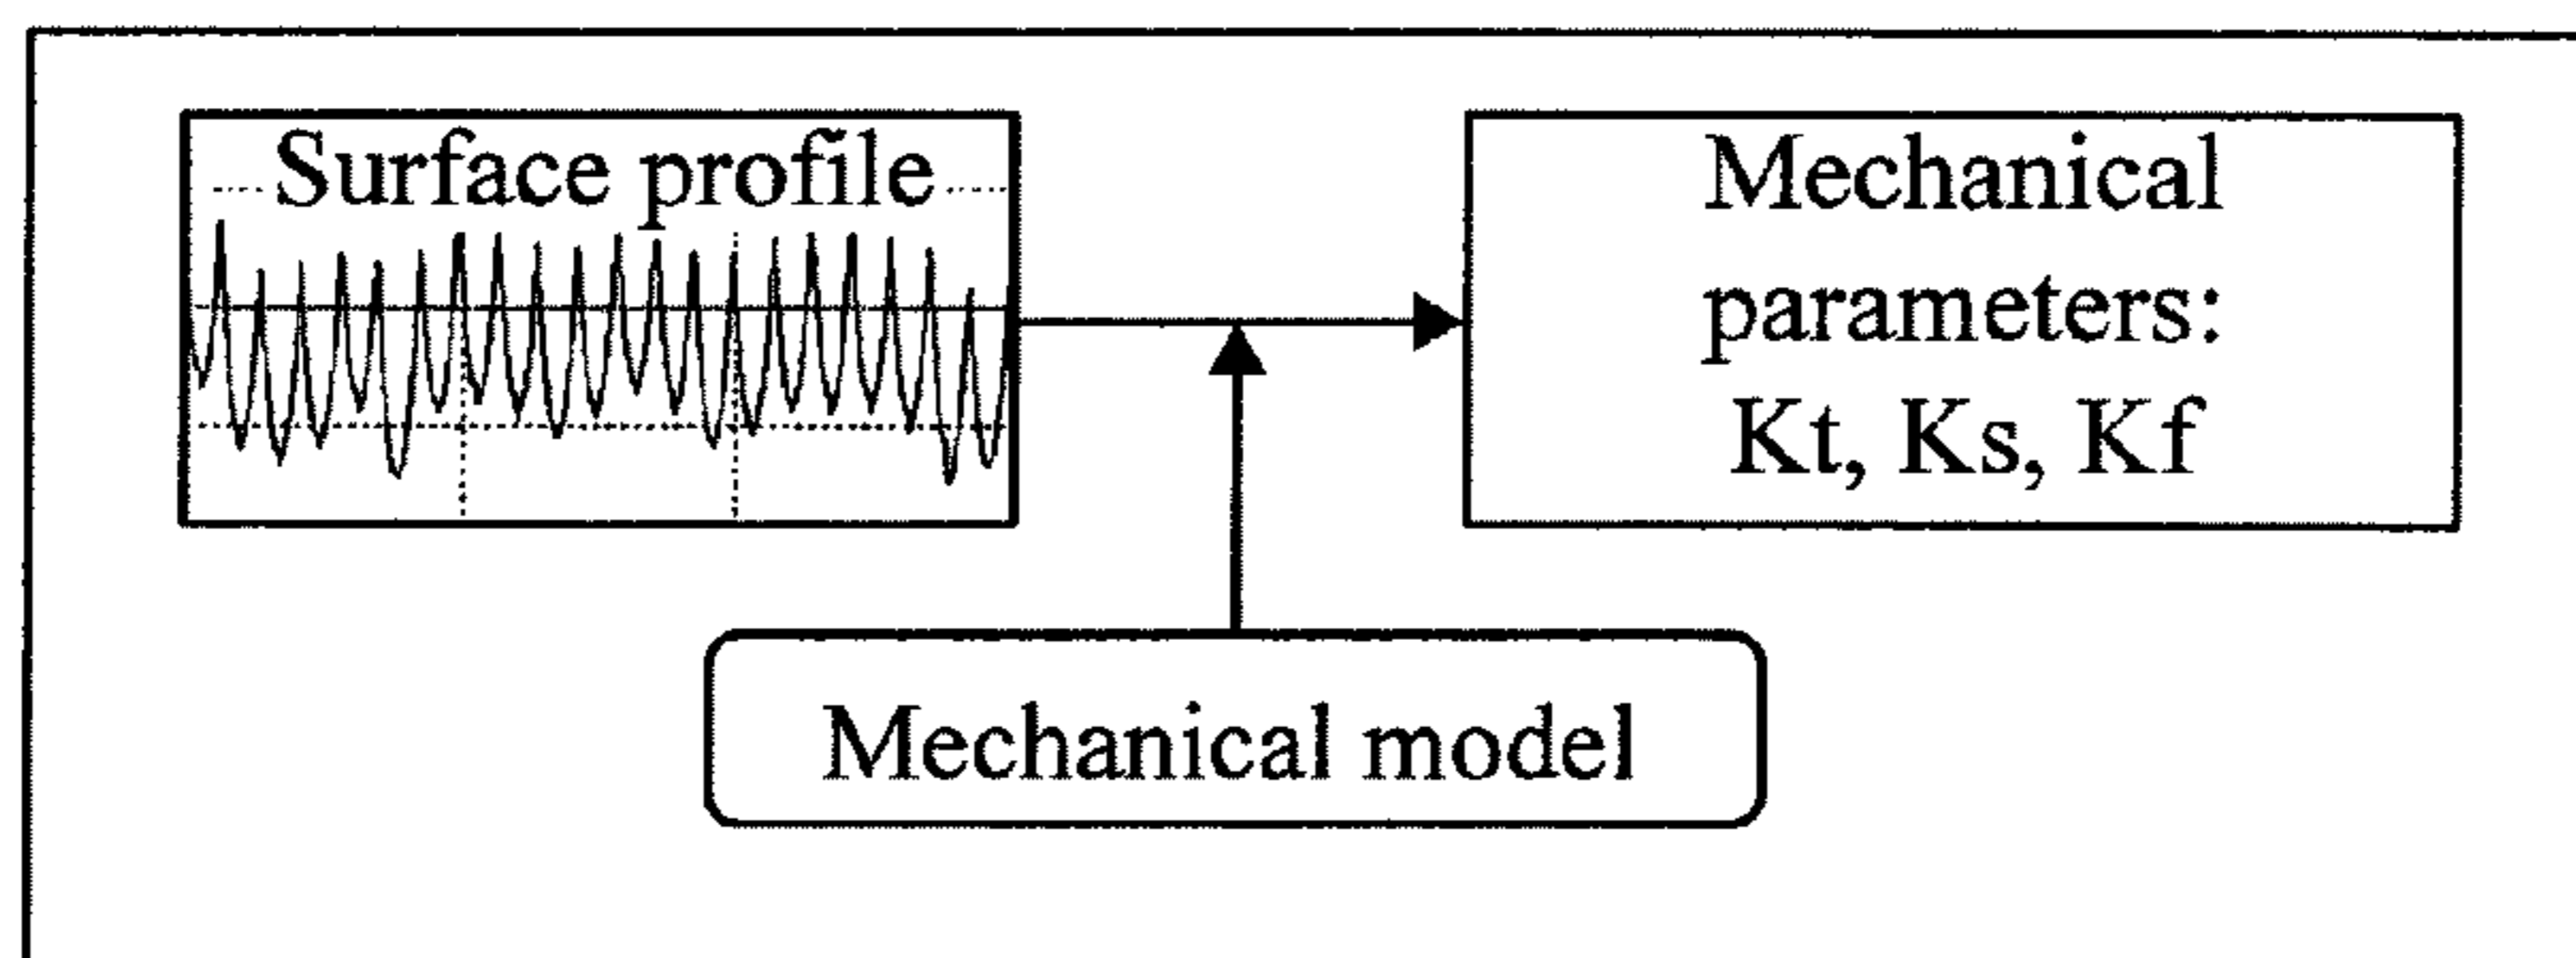 Surface profile
Mechanical
parameters:
Kt, Ks, Kf
Mechanical model